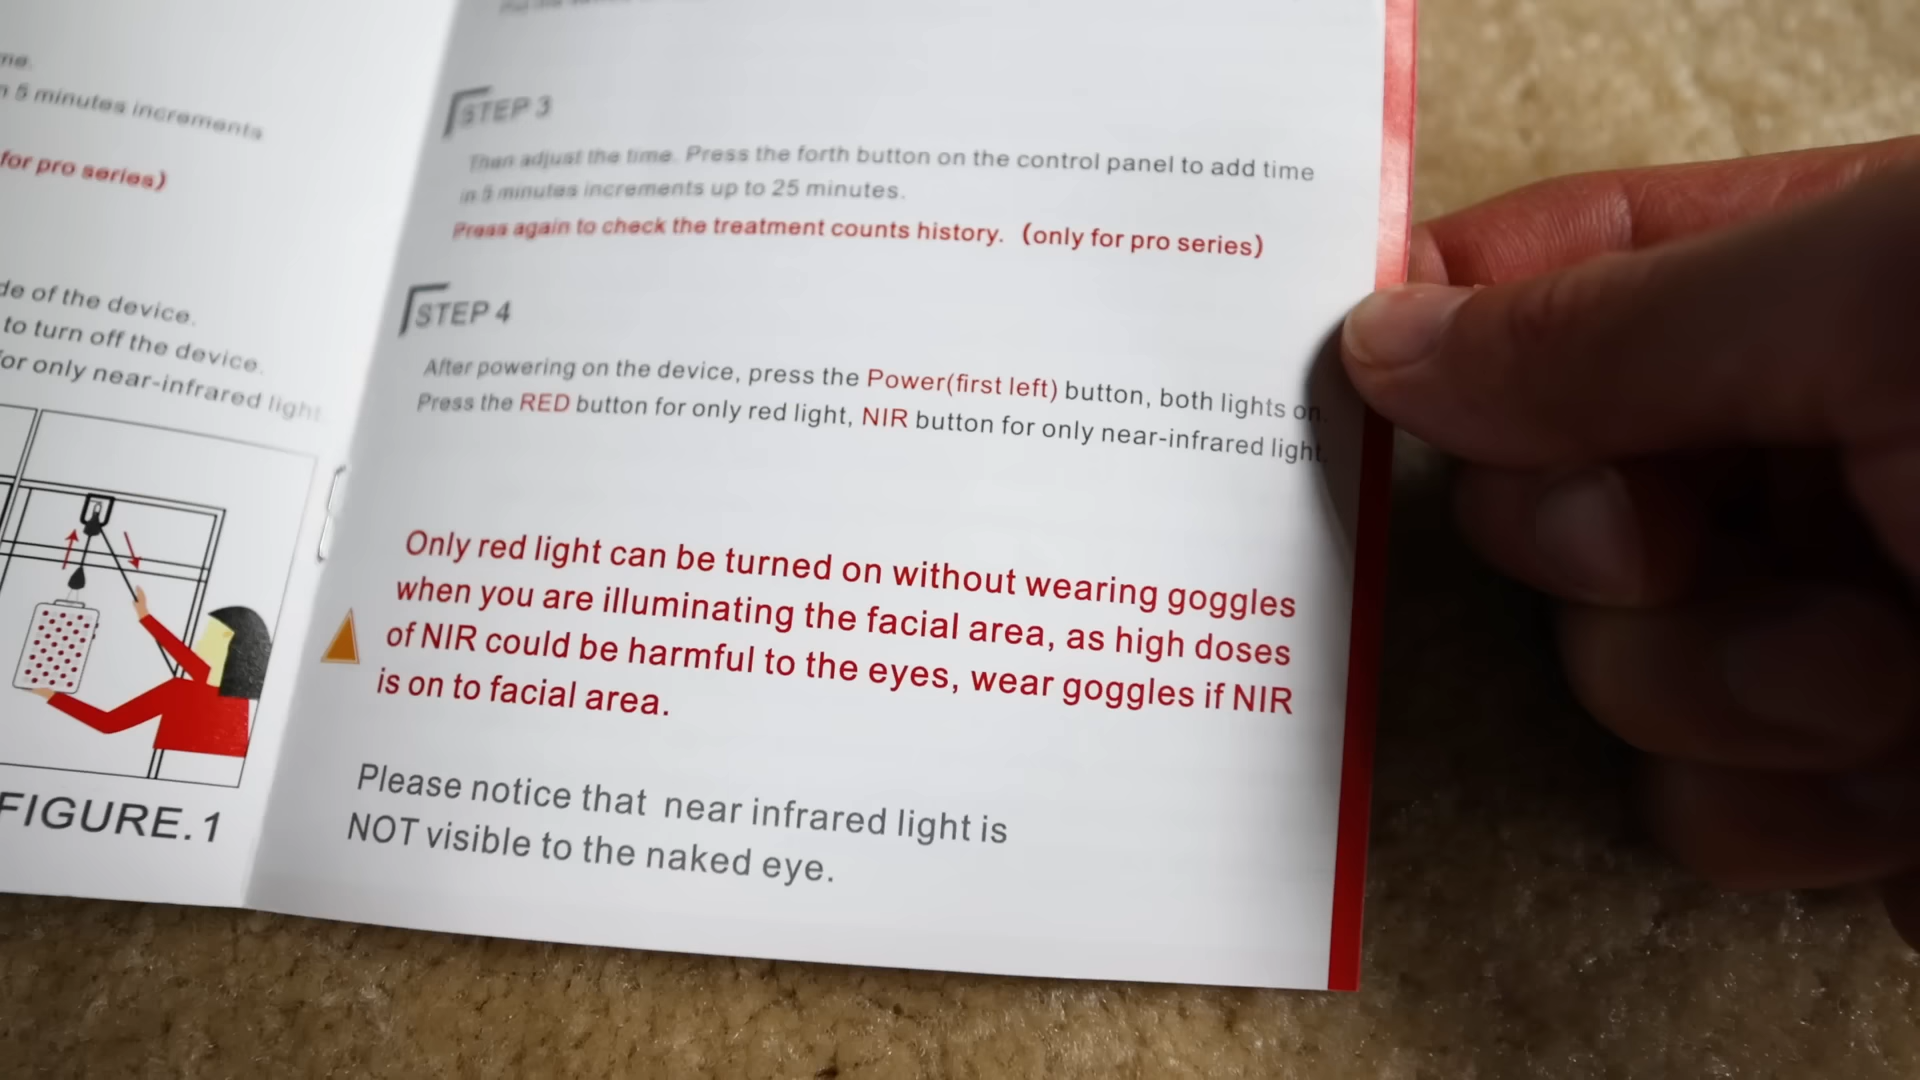 me.
n 5 minutes increments
for pro series)
de of the device.
to turn off the device.
for only near-infrared light
FIGURE.1
STEP 3
Then adjust the time. Press the forth button on the control panel to add time
in 5 minutes increments up to 25 minutes.
Press again to check the treatment counts history. (only for pro series)
STEP 4
After powering on the device, press the Power(first left) button, both lights on.
Press the RED button for only red light, NIR button for only near-infrared light.
Only red light can be turned on without wearing goggles
when you are illuminating the facial area, as high doses
of NIR could be harmful to the eyes, wear goggles if NIR
is on to facial area.
Please notice that near infrared light is
NOT visible to the naked eye.